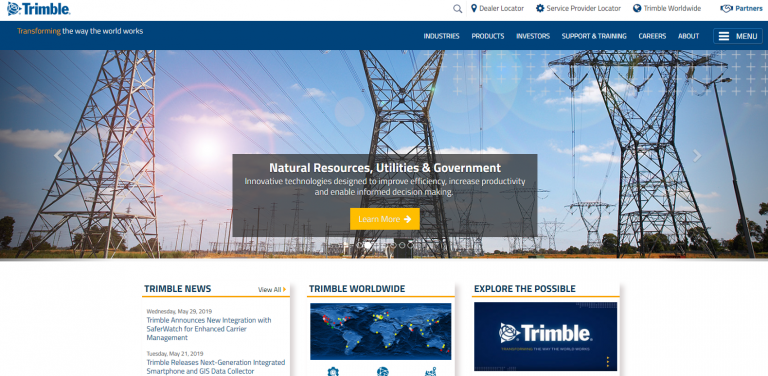 Trimble
Dealer Locator
Service Provider Locator
Trimble Worldwide
Partners
Transforming the way the world works
INDUSTRIES
PRODUCTS
INVESTORS
SUPPORT & TRAINING
CAREERS
ABOUT
MENU
Natural Resources, Utilities & Government
Innovative technologies designed to improve efficiency, increase productivity
and enable informed decision making.
Learn More
TRIMBLE NEWS
View All
Wednesday, May 29, 2019
Trimble Announces New Integration with
SaferWatch for Enhanced Carrier
Management
Tuesday, May 21, 2019
Trimble Releases Next-Generation Integrated
Smartphone and GIS Data Collector
TRIMBLE WORLDWIDE
EXPLORE THE POSSIBLE
Trimble
TRANSFORMING THE WAY THE WORLD WORKS